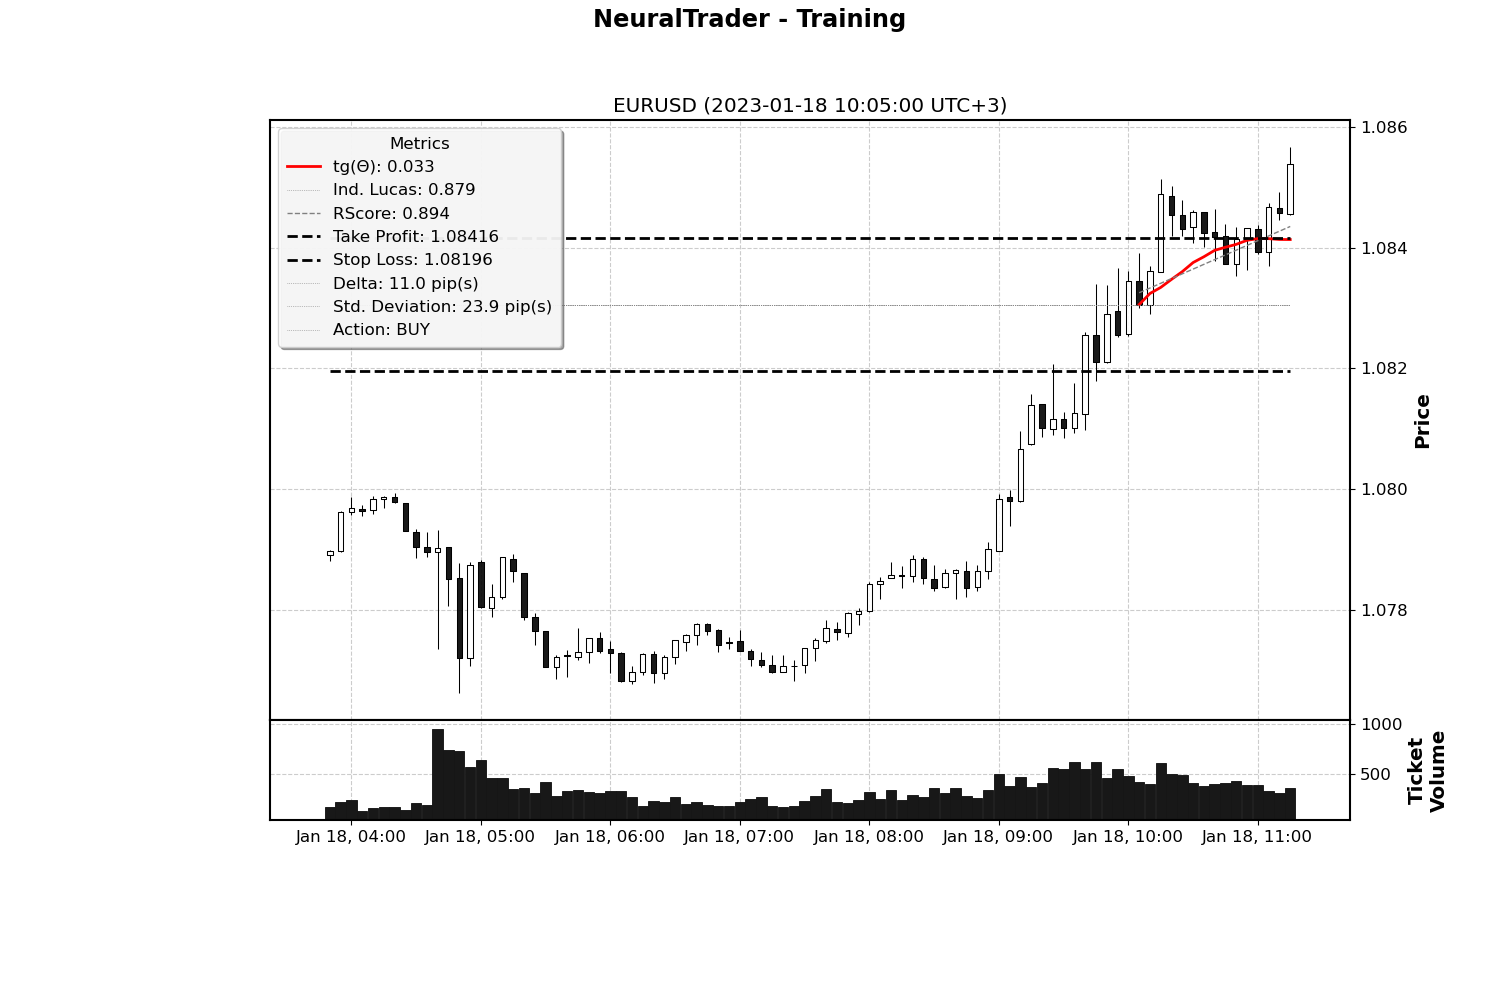 NeuralTrader - Training
EURUSD (2023-01-18 10:05:00 UTC+3)
Metrics
tg(Θ): 0.033
Ind. Lucas: 0.879
RScore: 0.894
Take Profit: 1.08416
Stop Loss: 1.08196
Delta: 11.0 pip(s)
Std. Deviation: 23.9 pip(s)
Action: BUY
1.086
1.084
1.082
1.080
1.078
Price
1000
500
Ticket
Volume
Jan 18, 04:00
Jan 18, 05:00
Jan 18, 06:00
Jan 18, 07:00
Jan 18, 08:00
Jan 18, 09:00
Jan 18, 10:00
Jan 18, 11:00